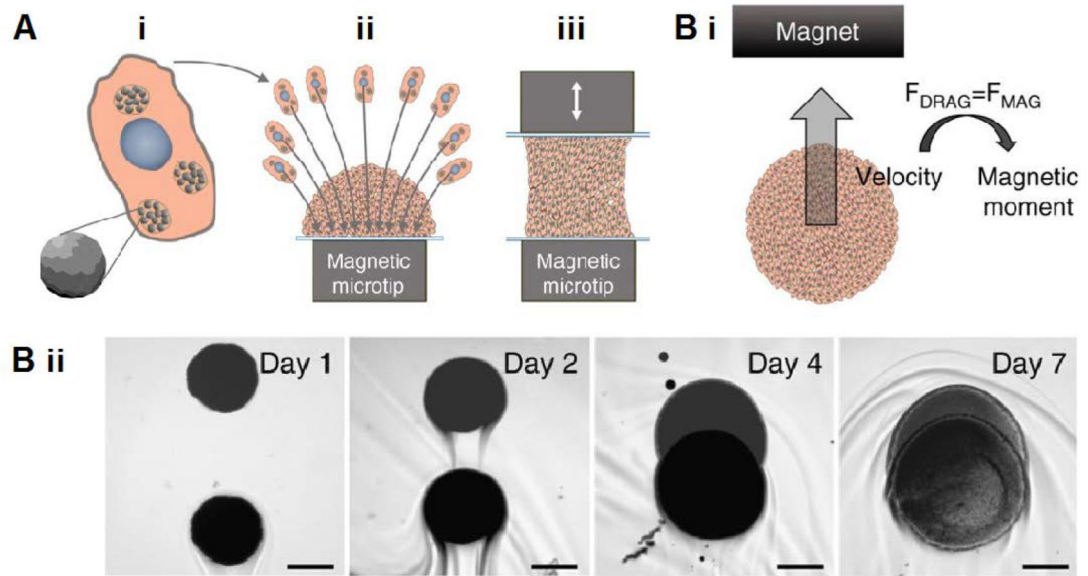 A
i
ii
iii
B i
Magnet
F_DRAG=F_MAG
Velocity
Magnetic
moment
Magnetic
microtip
Magnetic
microtip
B ii
Day 1
Day 2
Day 4
Day 7